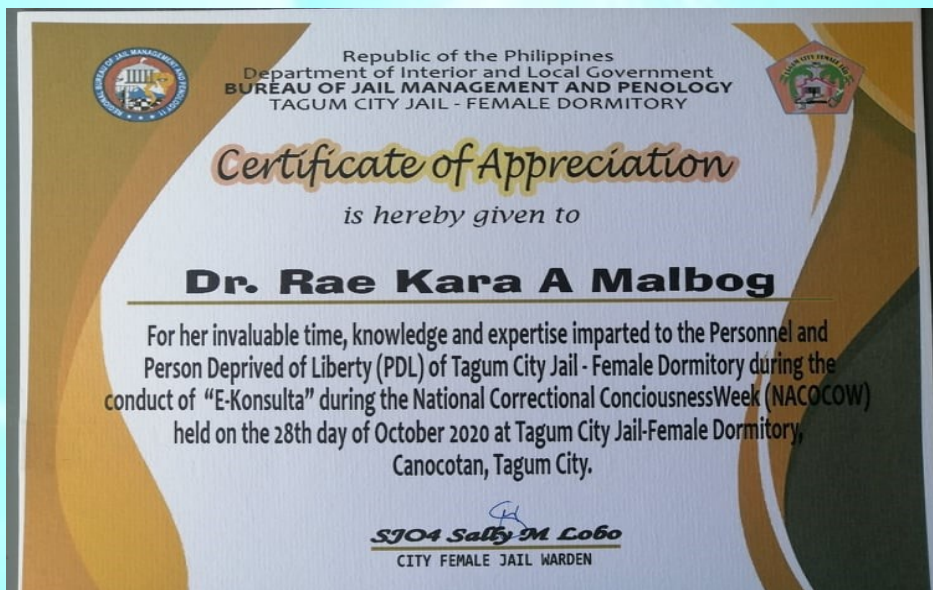 Republic of the Philippines
Department of Interior and Local Government
BUREAU OF JAIL MANAGEMENT AND PENOLOGY
TAGUM CITY JAIL - FEMALE DORMITORY
Certificate of Appreciation
is hereby given to
Dr. Rae Kara A Malbog
For her invaluable time, knowledge and expertise imparted to the Personnel and
Person Deprived of Liberty (PDL) of Tagum City Jail - Female Dormitory during the
conduct of “E-Konsulta” during the National Correctional ConciousnessWeek (NACOCOW)
held on the 28th day of October 2020 at Tagum City Jail-Female Dormitory,
Canocotan, Tagum City.
SJO4 Sally M Lobo
CITY FEMALE JAIL WARDEN